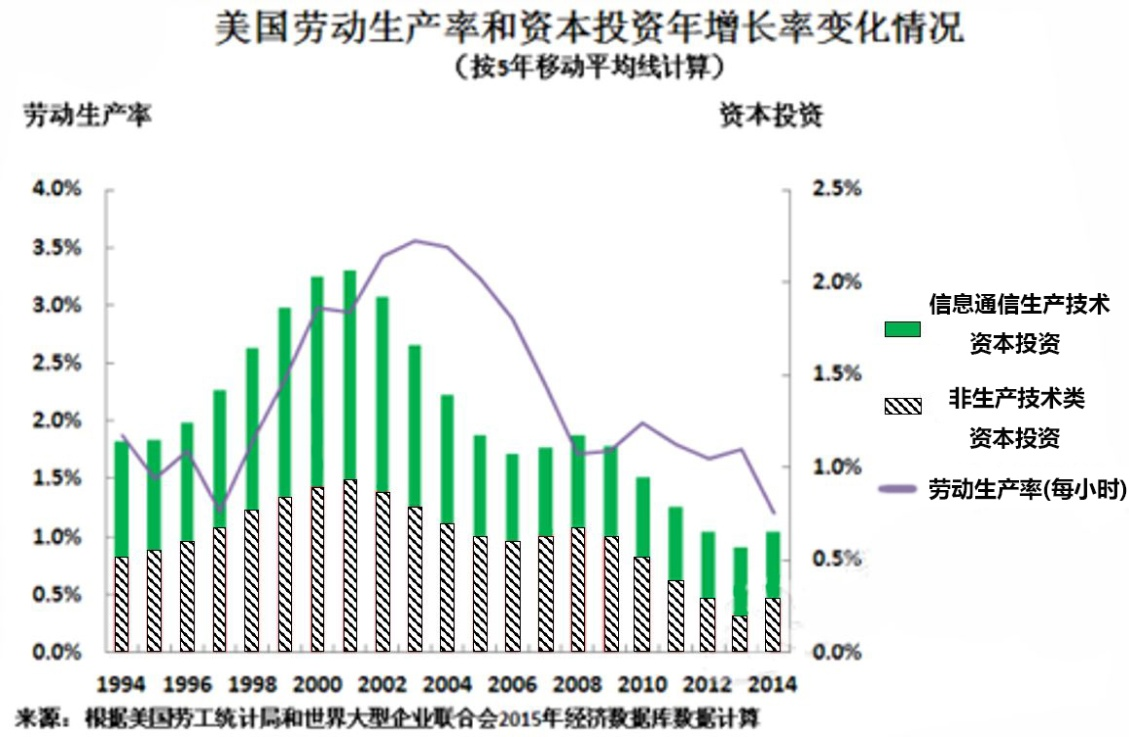 美国劳动生产率和资本投资年增长率变化情况
（按5年移动平均线计算）
劳动生产率
资本投资
4.0%
3.5%
3.0%
2.5%
2.0%
1.5%
1.0%
0.5%
0.0%
2.5%
2.0%
1.5%
1.0%
0.5%
0.0%
信息通信生产技术
资本投资
非生产技术类
资本投资
劳动生产率(每小时)
1994 1996 1998 2000 2002 2004 2006 2008 2010 2012 2014
来源：根据美国劳工统计局和世界大型企业联合会2015年经济数据库数据计算